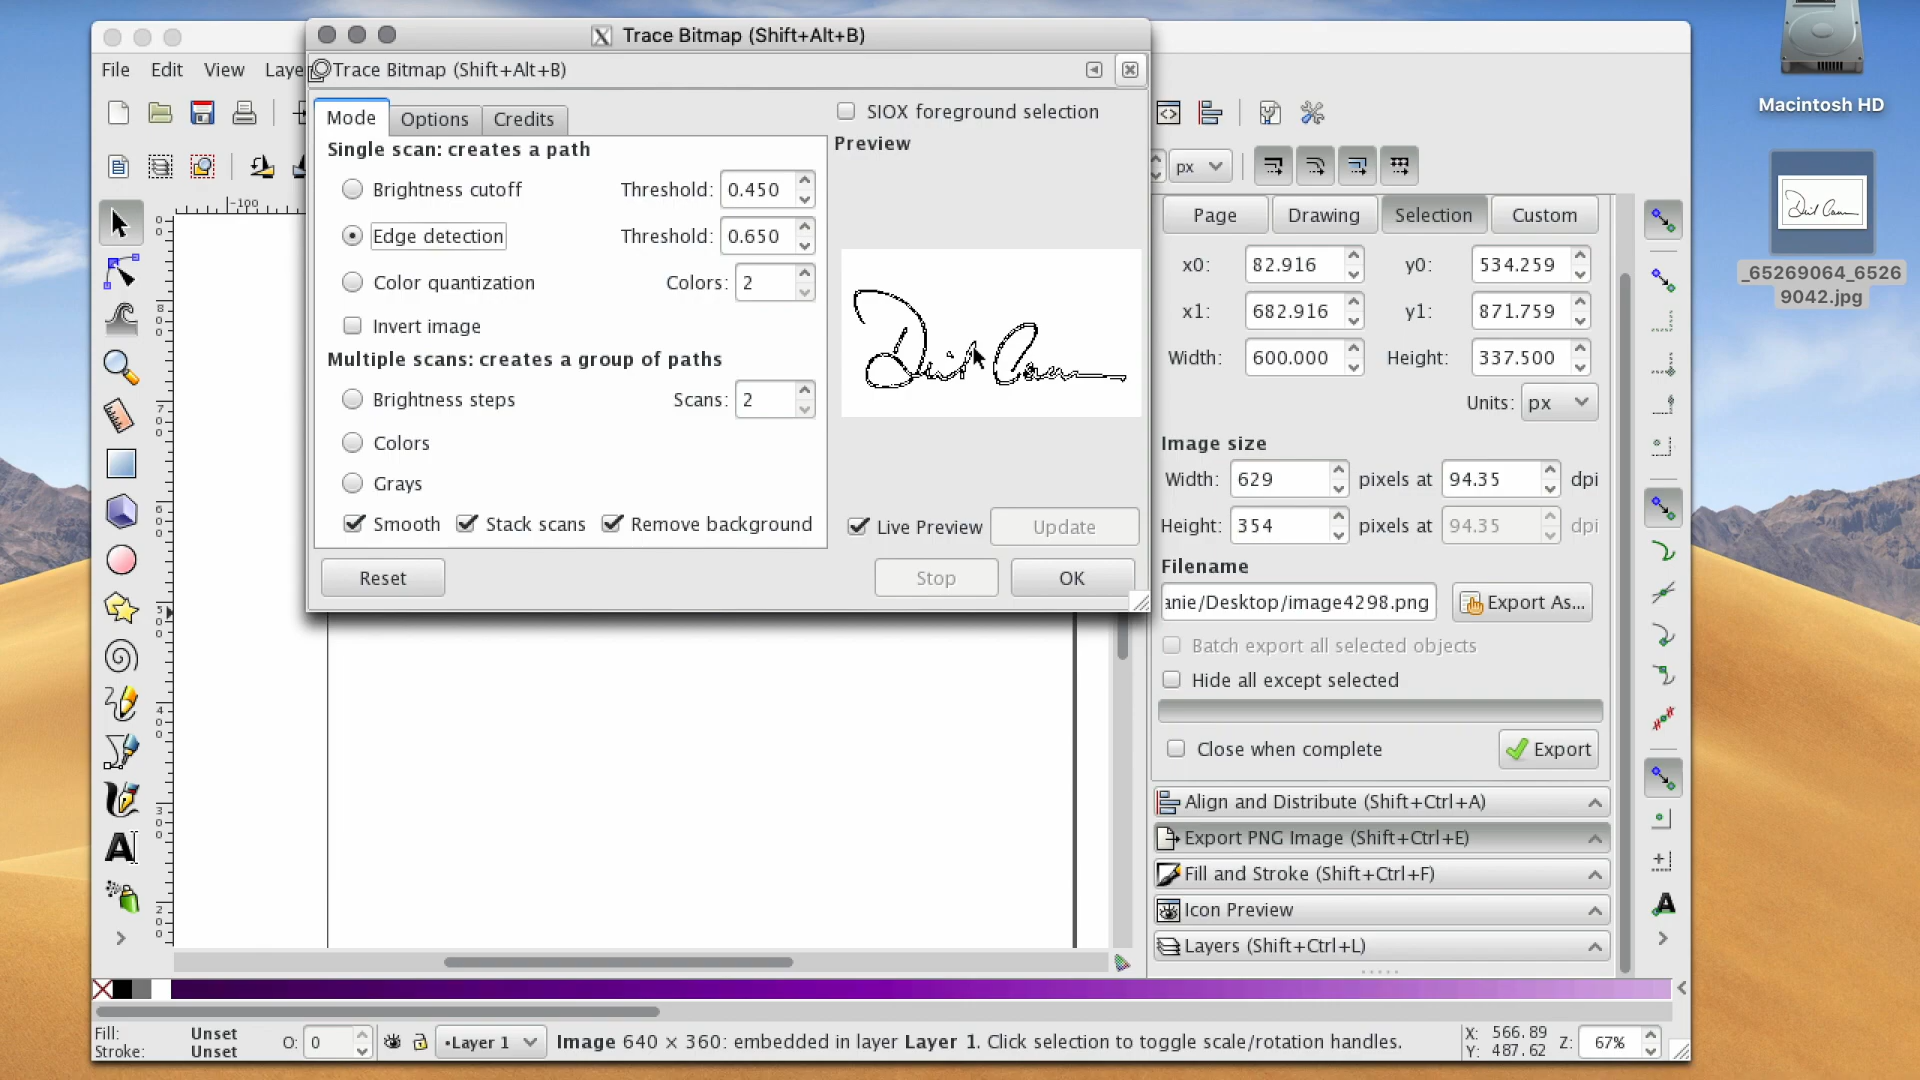 Trace Bitmap (Shift+Alt+B)
File Edit View Laye
Trace Bitmap (Shift+Alt+B)
Mode Options Credits
Single scan: creates a path
Brightness cutoff Threshold: 0.450
Edge detection Threshold: 0.650
Color quantization Colors: 2
Invert image
Multiple scans: creates a group of paths
Brightness steps Scans: 2
Colors
Grays
Smooth Stack scans Remove background
Reset
SIOX foreground selection
Preview
Live Preview Update
Stop OK
px
Page Drawing Selection Custom
x0: 82.916 y0: 534.259
x1: 682.916 y1: 871.759
Width: 600.000 Height: 337.500
Units: px
Image size
Width: 629 pixels at 94.35 dpi
Height: 354 pixels at 94.35 dpi
Filename
anie/Desktop/image4298.png Export As...
Batch export all selected objects
Hide all except selected
Close when complete Export
Align and Distribute (Shift+Ctrl+A)
Export PNG Image (Shift+Ctrl+E)
Fill and Stroke (Shift+Ctrl+F)
Icon Preview
Layers (Shift+Ctrl+L)
-100
Fill: Unset
Stroke: Unset
O: 0
•Layer 1
Image 640 × 360: embedded in layer Layer 1. Click selection to toggle scale/rotation handles.
X: 566.89
Y: 487.62
Z: 67%
Macintosh HD
_65269064_6526
9042.jpg